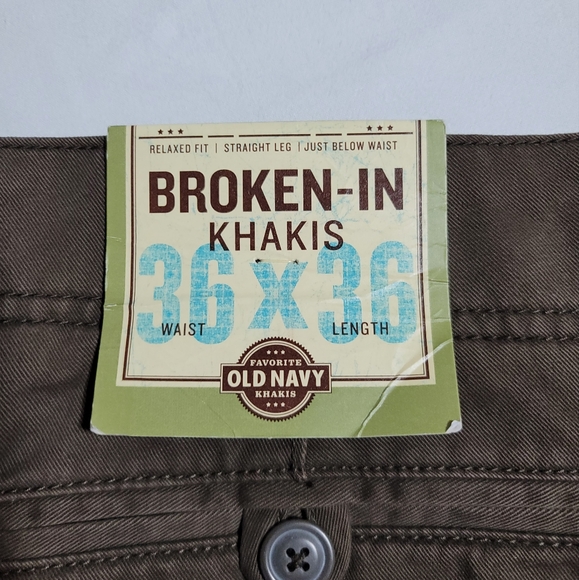 RELAXED FIT | STRAIGHT LEG | JUST BELOW WAIST
BROKEN-IN
KHAKIS
36 x 36
WAIST LENGTH
FAVORITE
OLD NAVY
KHAKIS